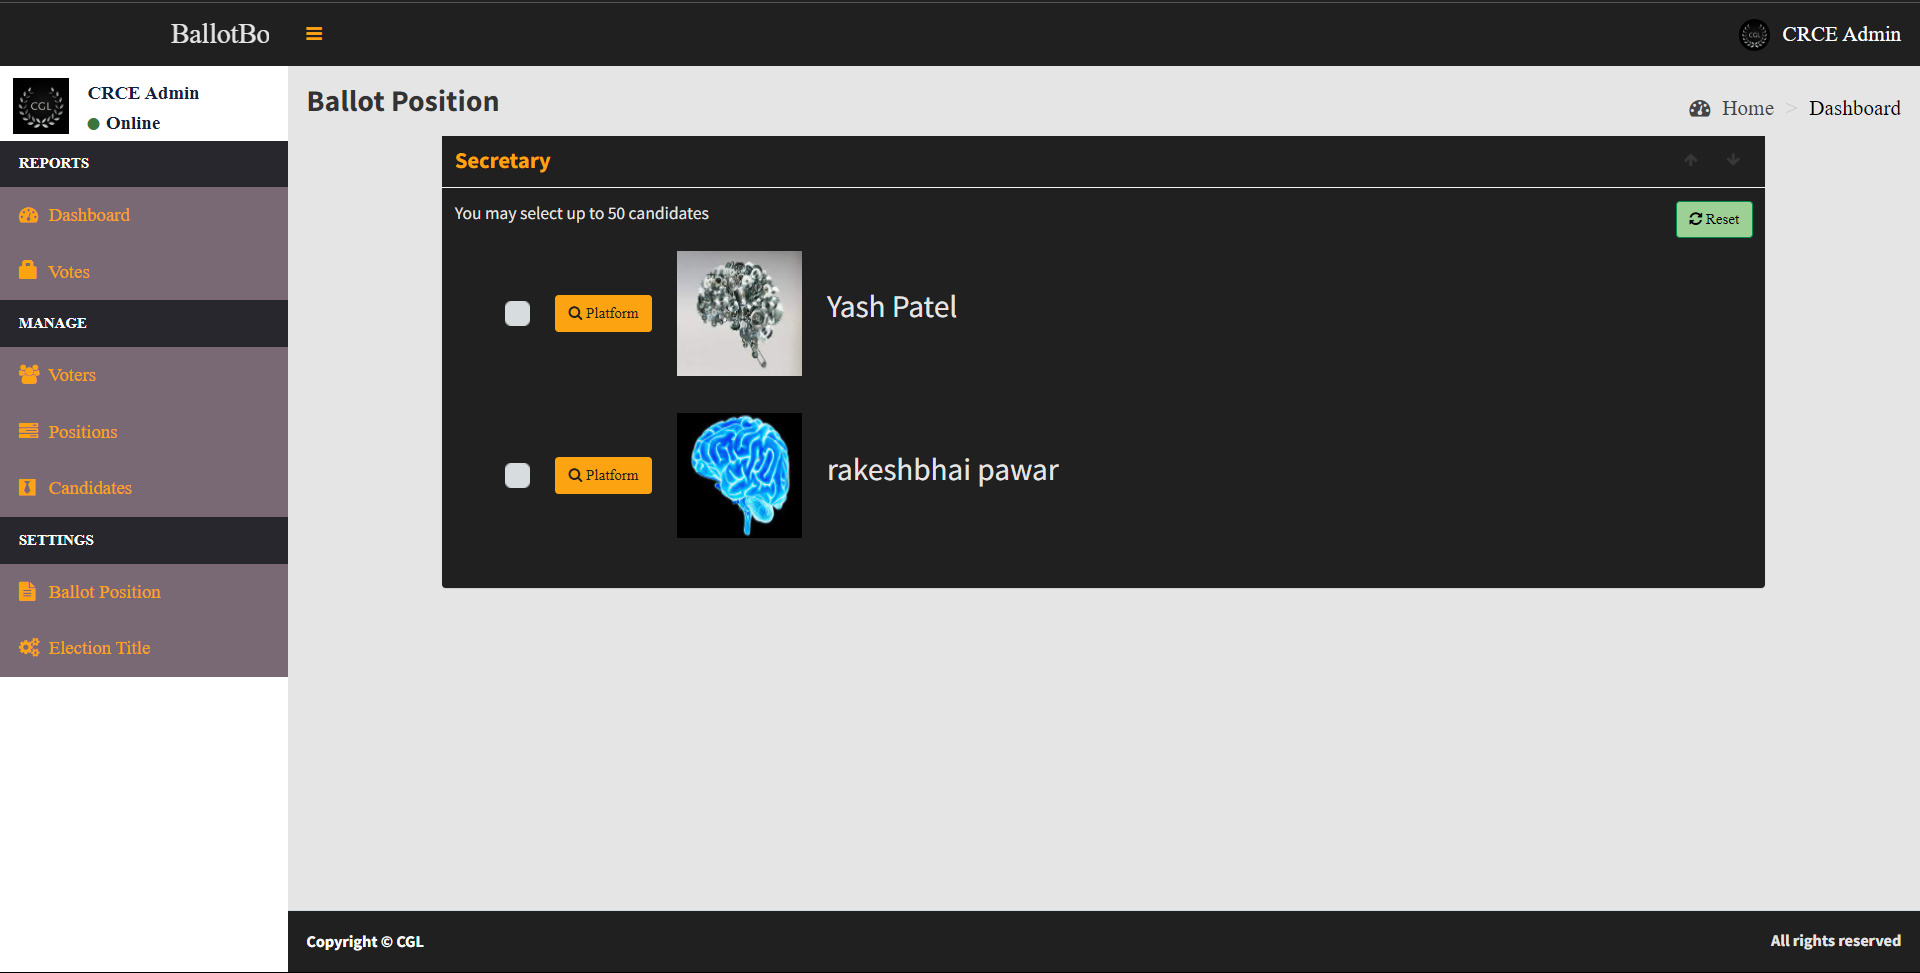 BallotBo
CRCE Admin
CGL
CRCE Admin
Online
REPORTS
Dashboard
Votes
MANAGE
Voters
Positions
Candidates
SETTINGS
Ballot Position
Election Title
Ballot Position
Home > Dashboard
Secretary
You may select up to 50 candidates
Reset
Platform
Yash Patel
Platform
rakeshbhai pawar
Copyright © CGL
All rights reserved